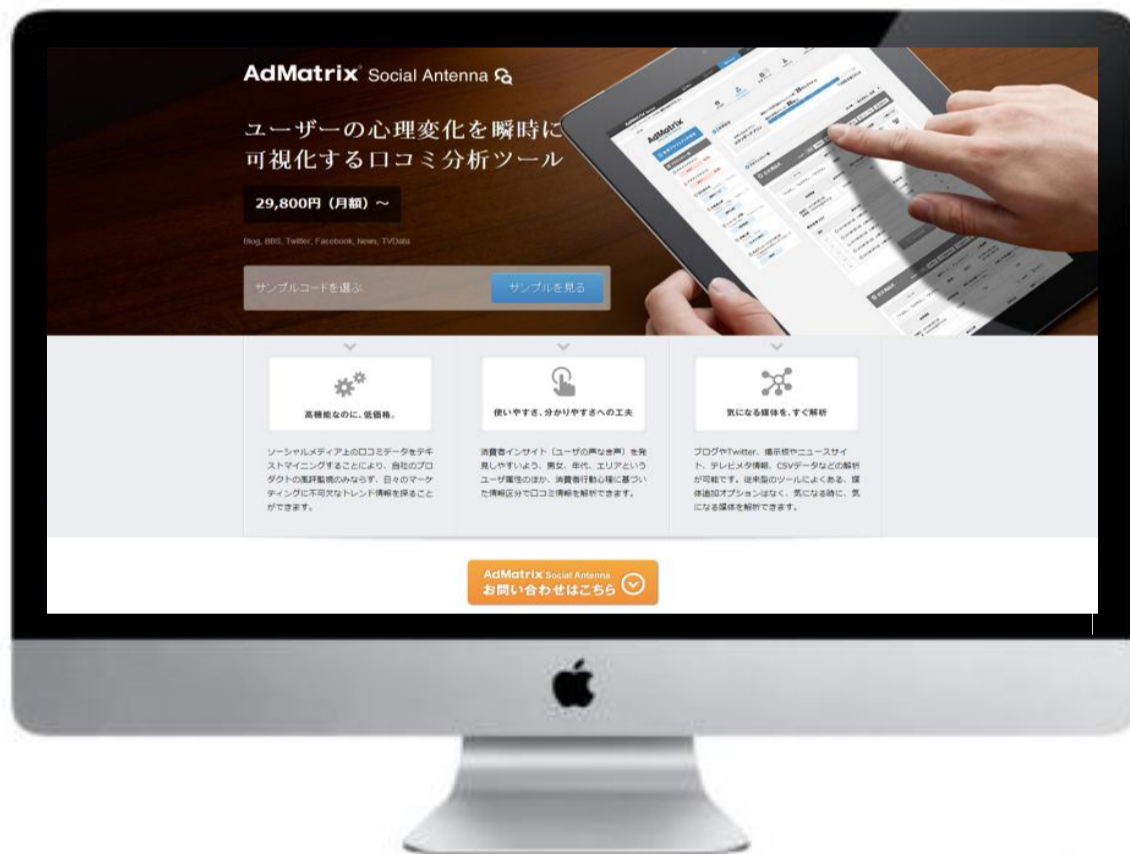 AdMatrix Social Antenna
ユーザーの心理変化を瞬時に
可視化する口コミ分析ツール
29,800円（月額）～
Blog, BBS, Twitter, Facebook, News, TVData
サンプルコードを選ぶ
サンプルを見る
AdMatrix
高機能なのに、低価格。
ソーシャルメディア上の口コミデータをテキ
ストマイニングすることにより、自社のプロ
ダクトの風評監視のみならず、日々のマーケ
ティングに不可欠なトレンド情報を探ること
ができます。
使いやすさ、分かりやすさへの工夫
消費者インサイト（ユーザの声なき声）を発
見しやすいよう、男女、年代、エリアという
ユーザ属性のほか、消費者行動心理に基づい
た情報区分で口コミ情報を解析できます。
気になる媒体を、すぐ解析
ブログやTwitter、掲示板やニュースサイ
ト、テレビメタ情報、CSVデータなどの解析
が可能です。従来型のツールによくある、媒
体追加オプションはなく、気になる時に、気
になる媒体を解析できます。
AdMatrix Social Antenna
お問い合わせはこちら